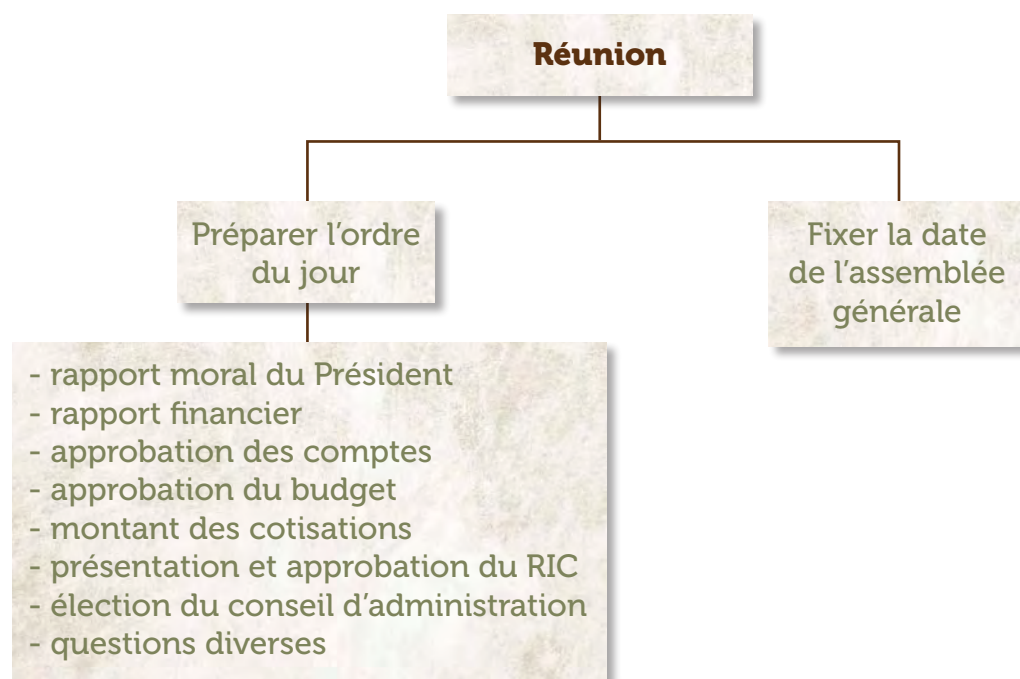 Réunion
Préparer l’ordre
du jour
Fixer la date
de l’assemblée
générale
- rapport moral du Président
- rapport financier
- approbation des comptes
- approbation du budget
- montant des cotisations
- présentation et approbation du RIC
- élection du conseil d’administration
- questions diverses